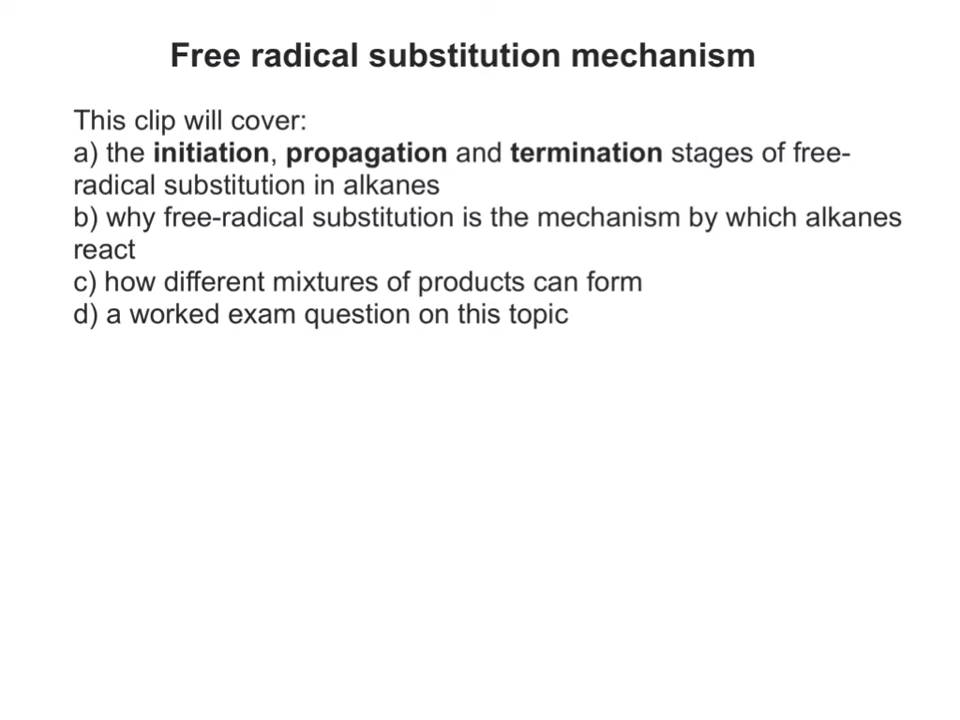 Free radical substitution mechanism
This clip will cover:
a) the initiation, propagation and termination stages of free-
radical substitution in alkanes
b) why free-radical substitution is the mechanism by which alkanes
react
c) how different mixtures of products can form
d) a worked exam question on this topic